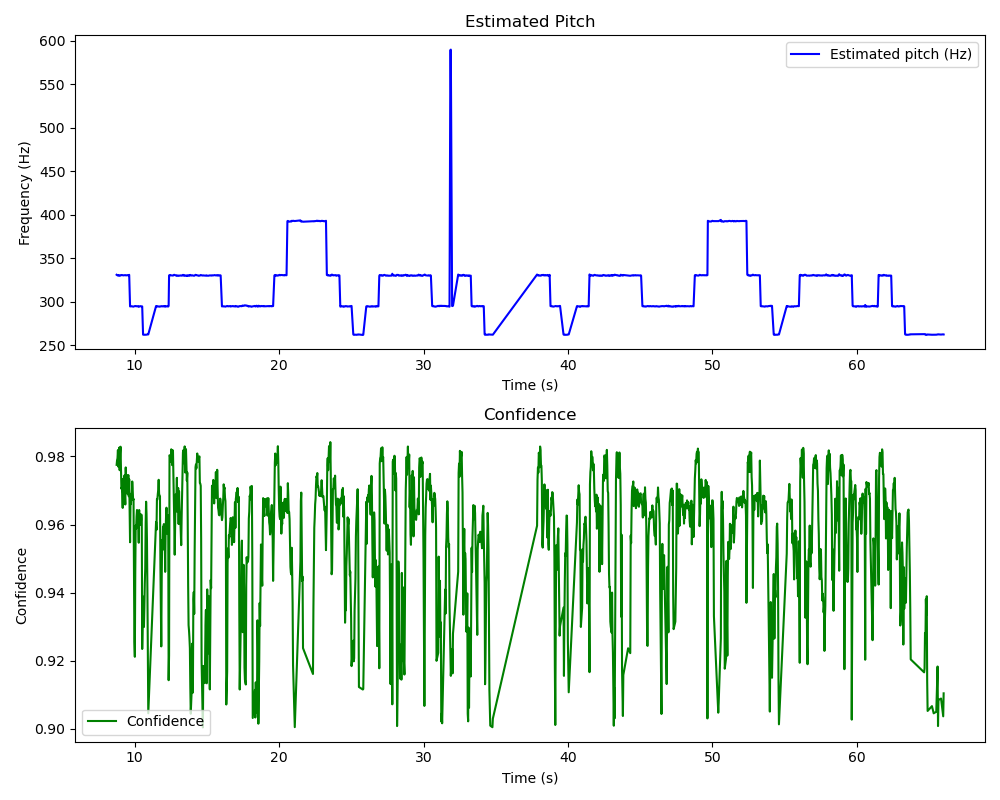 Estimated Pitch
600
550
500
450
400
350
300
250
Frequency (Hz)
Estimated pitch (Hz)
10 20 30 40 50 60
Time (s)
Confidence
0.98
0.96
0.94
0.92
0.90
Confidence
Confidence
10 20 30 40 50 60
Time (s)